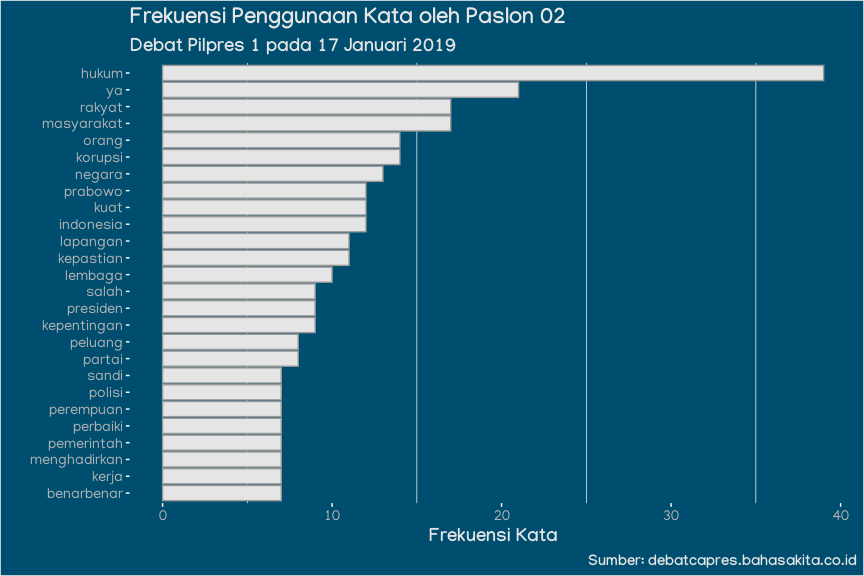 Frekuensi Penggunaan Kata oleh Paslon 02
Debat Pilpres 1 pada 17 Januari 2019
hukum
ya
rakyat
masyarakat
orang
korupsi
negara
prabowo
kuat
indonesia
lapangan
kepastian
lembaga
salah
presiden
kepentingan
peluang
partai
sandi
polisi
perempuan
perbaiki
pemerintah
menghadirkan
kerja
benarbenar
0 10 20 30 40
Frekuensi Kata
Sumber: debatcapres.bahasakita.co.id